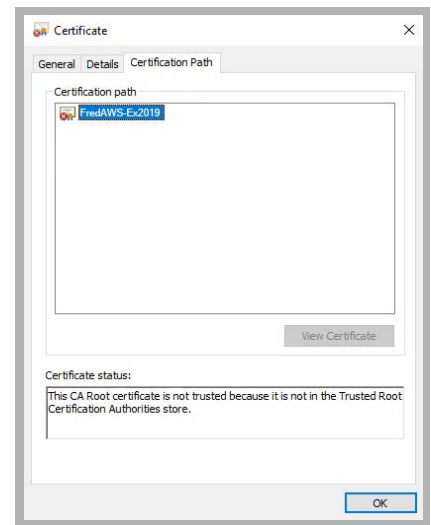 Certificate
General Details Certification Path
Certification path
FredAWS-Ex2019
View Certificate
Certificate status:
This CA Root certificate is not trusted because it is not in the Trusted Root
Certification Authorities store.
OK